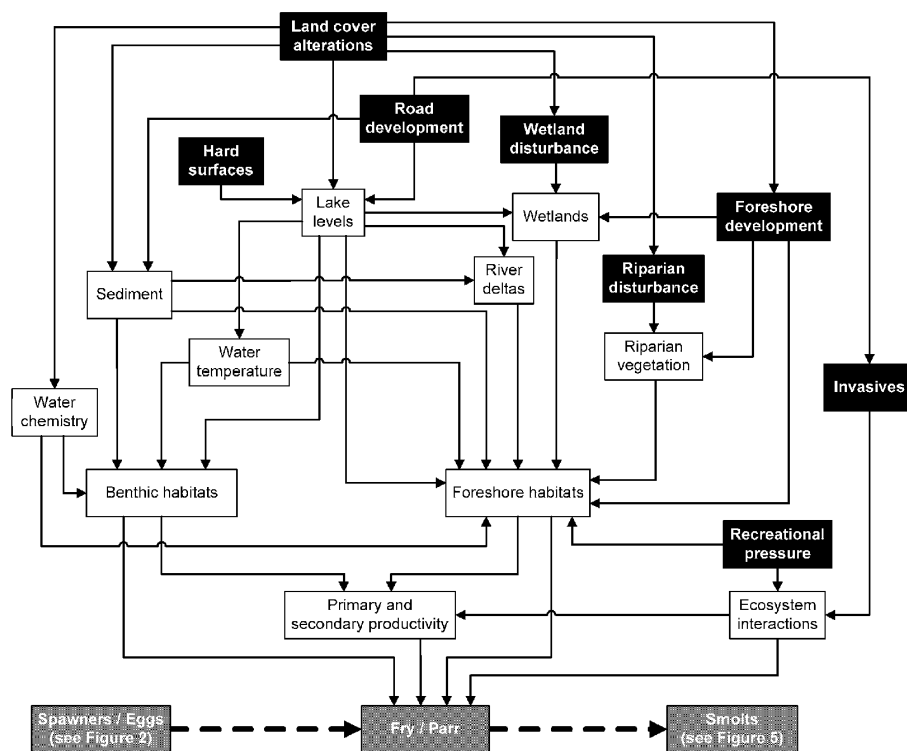 Land cover
alterations
Road
development
Wetland
disturbance
Hard
surfaces
Lake
levels
Wetlands
Foreshore
development
River
deltas
Riparian
disturbance
Sediment
Water
temperature
Riparian
vegetation
Invasives
Water
chemistry
Benthic habitats
Foreshore habitats
Recreational
pressure
Primary and
secondary productivity
Ecosystem
interactions
Spawners / Eggs
(see Figure 2)
Fry / Parr
Smolts
(see Figure 5)